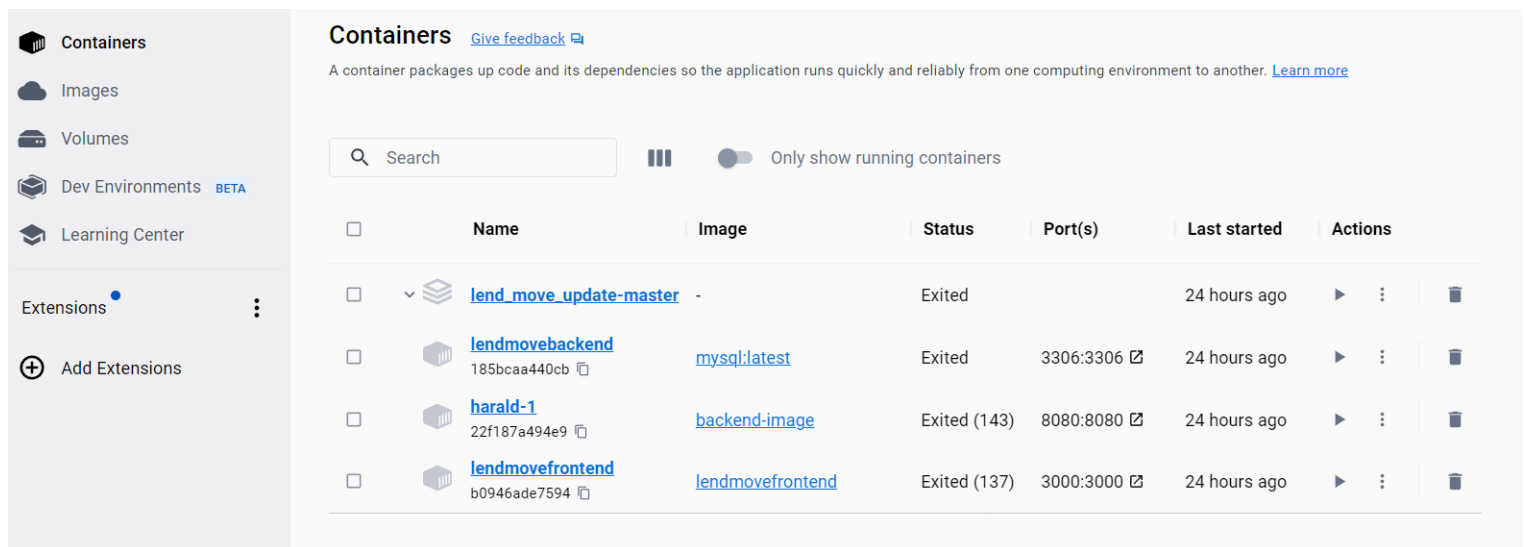 Containers
Images
Volumes
Dev Environments BETA
Learning Center
Extensions
Add Extensions
Containers Give feedback
A container packages up code and its dependencies so the application runs quickly and reliably from one computing environment to another. Learn more
Search
Only show running containers
Name Image Status Port(s) Last started Actions
lend_move_update-master - Exited 24 hours ago
lendmovebackend
185bcaa440cb mysql:latest Exited 3306:3306 24 hours ago
harald-1
22f187a494e9 backend-image Exited (143) 8080:8080 24 hours ago
lendmovefrontend
b0946ade7594 lendmovefrontend Exited (137) 3000:3000 24 hours ago